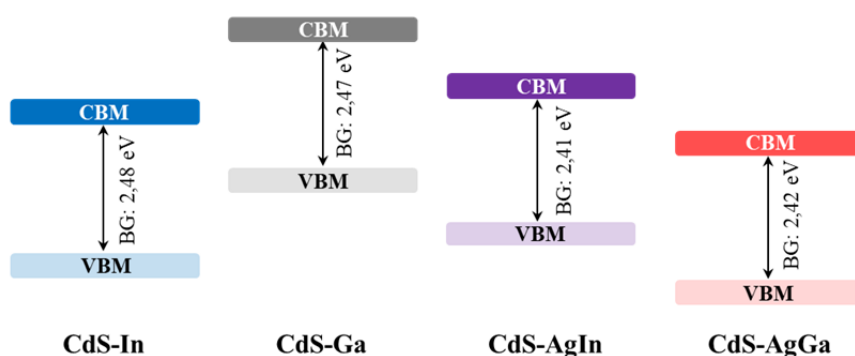 CBM
BG: 2,48 eV
VBM
CdS-In
CBM
BG: 2,47 eV
VBM
CdS-Ga
CBM
BG: 2,41 eV
VBM
CdS-AgIn
CBM
BG: 2,42 eV
VBM
CdS-AgGa